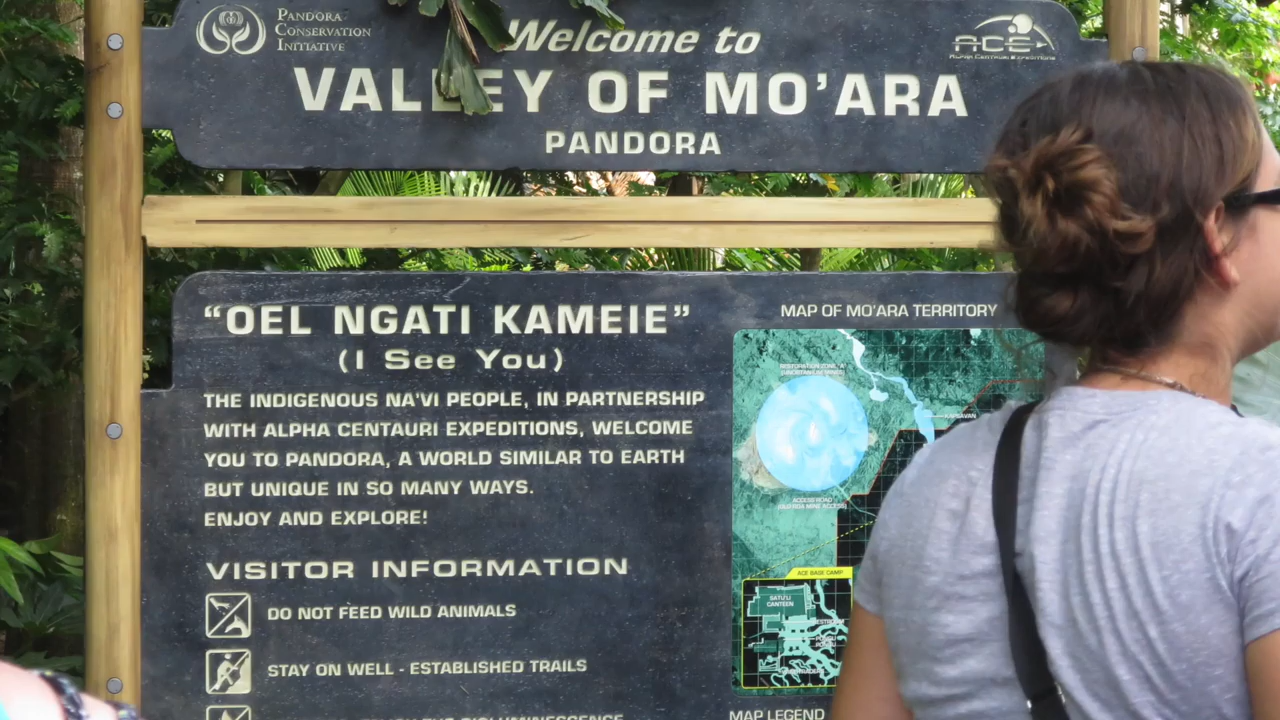 PANDORA
CONSERVATION
INITIATIVE
Welcome to
ACE
ALPHA CENTAURI EXPEDITIONS
VALLEY OF MO'ARA
PANDORA
"OEL NGATI KAMEIE"
(I See You)
THE INDIGENOUS NA'VI PEOPLE, IN PARTNERSHIP
WITH ALPHA CENTAURI EXPEDITIONS, WELCOME
YOU TO PANDORA, A WORLD SIMILAR TO EARTH
BUT UNIQUE IN SO MANY WAYS.
ENJOY AND EXPLORE!
VISITOR INFORMATION
DO NOT FEED WILD ANIMALS
STAY ON WELL - ESTABLISHED TRAILS
BIOLUMINESCENCE
MAP OF MO'ARA TERRITORY
ACCESS ROAD
ACE BASE CAMP
SATU'LI
CANTEEN
PONGU
PONGU
MAP LEGEND